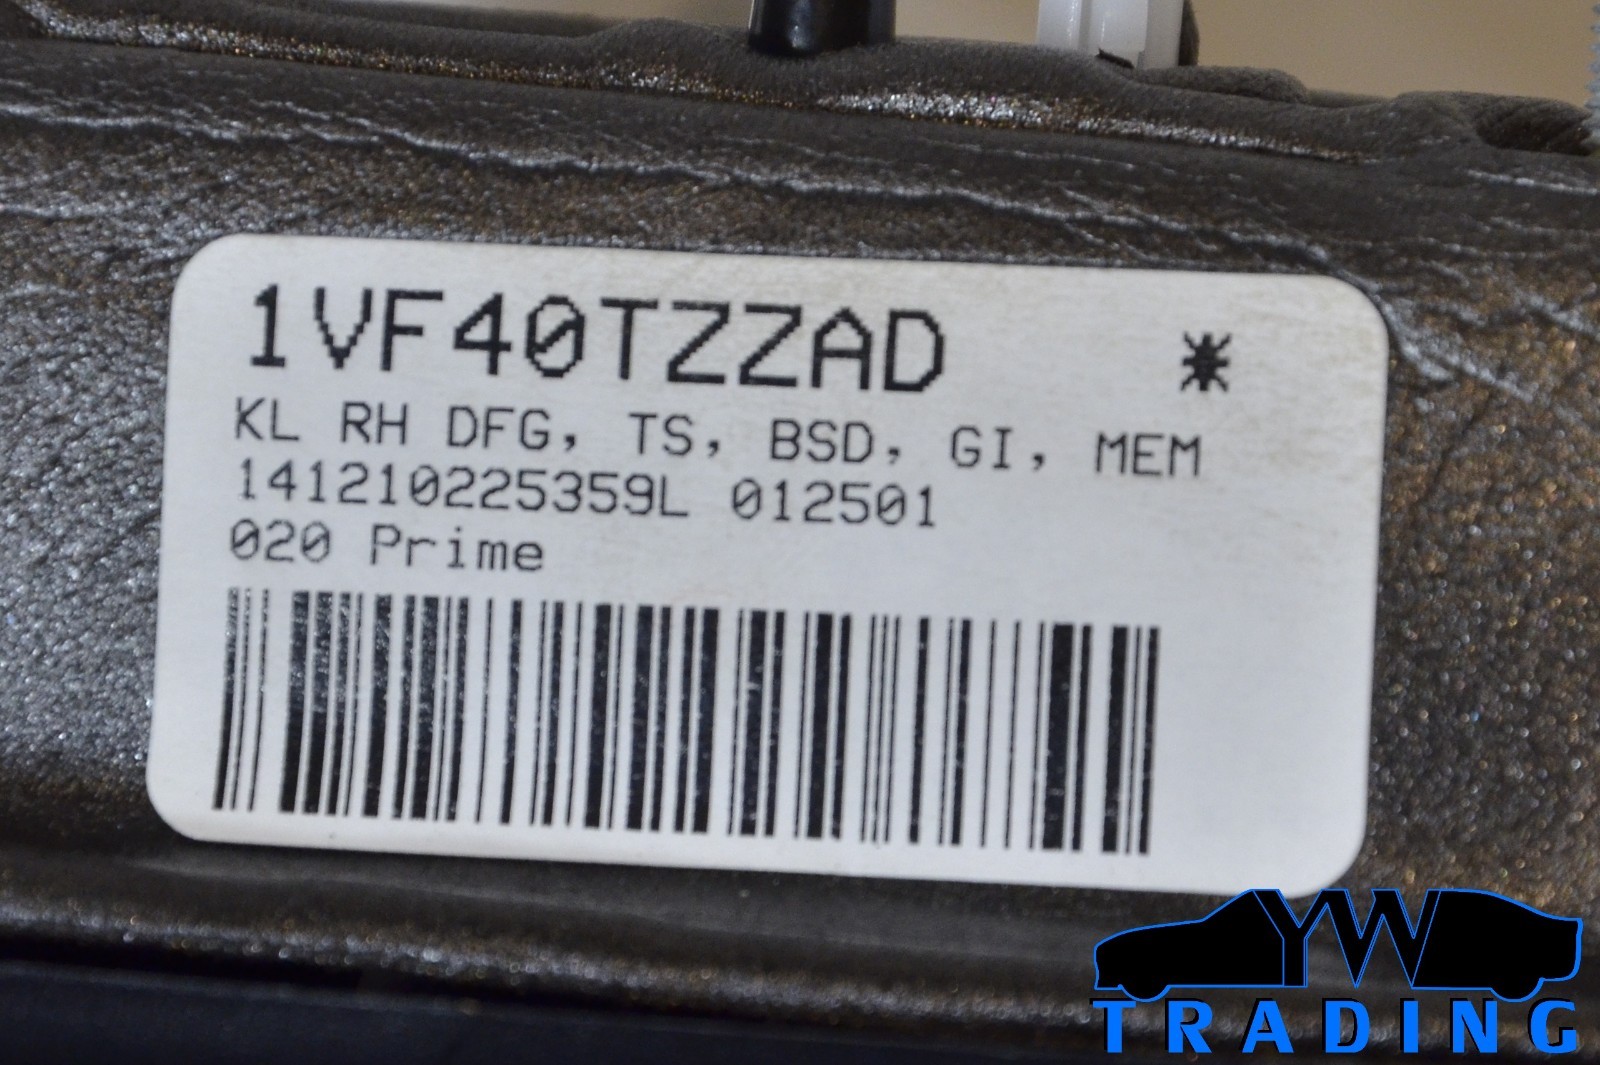 1VF40TZZAD *
KL RH DFG, TS, BSD, GI, MEM
141210225359L 012501
020 Prime
YW
TRADING